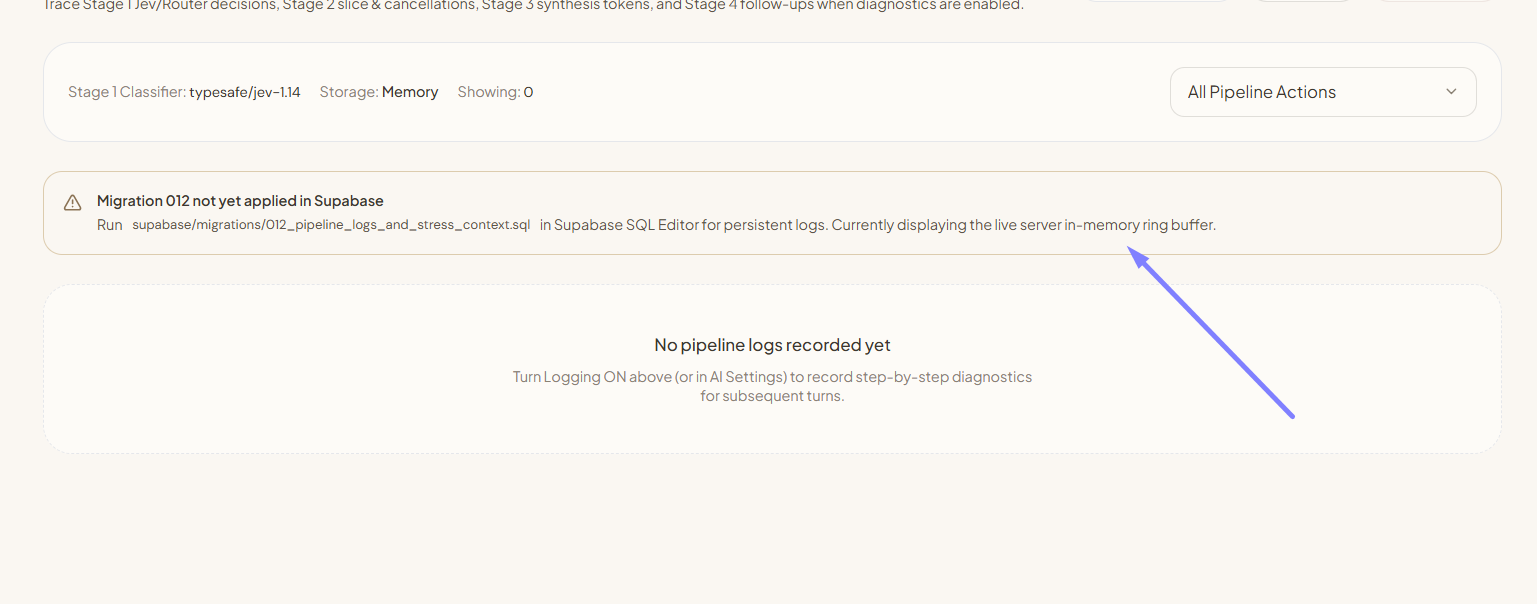 Trace Stage 1 Jev/Router decisions, Stage 2 slice & cancellations, Stage 3 synthesis tokens, and Stage 4 follow-ups when diagnostics are enabled.
Stage 1 Classifier: typesafe/jev-1.14 Storage: Memory Showing: 0
All Pipeline Actions
Migration 012 not yet applied in Supabase
Run supabase/migrations/012_pipeline_logs_and_stress_context.sql in Supabase SQL Editor for persistent logs. Currently displaying the live server in-memory ring buffer.
No pipeline logs recorded yet
Turn Logging ON above (or in AI Settings) to record step-by-step diagnostics
for subsequent turns.